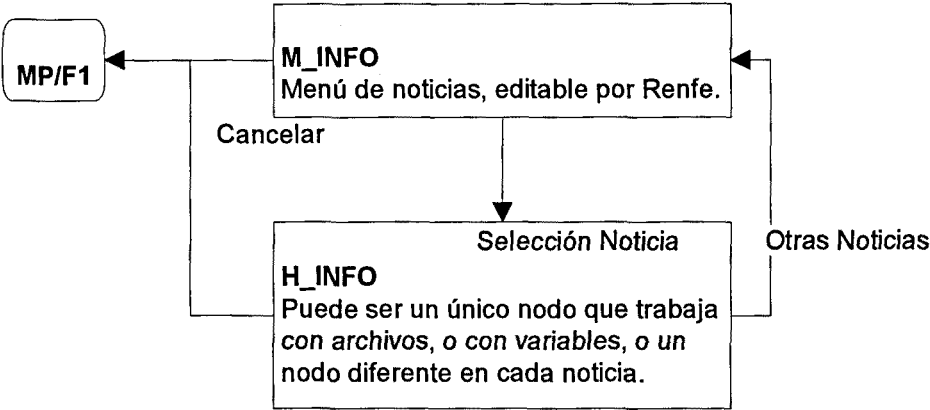 MP/F1
M_INFO
Menú de noticias, editable por Renfe.
Cancelar
Selección Noticia
Otras Noticias
H_INFO
Puede ser un único nodo que trabaja
con archivos, o con variables, o un
nodo diferente en cada noticia.